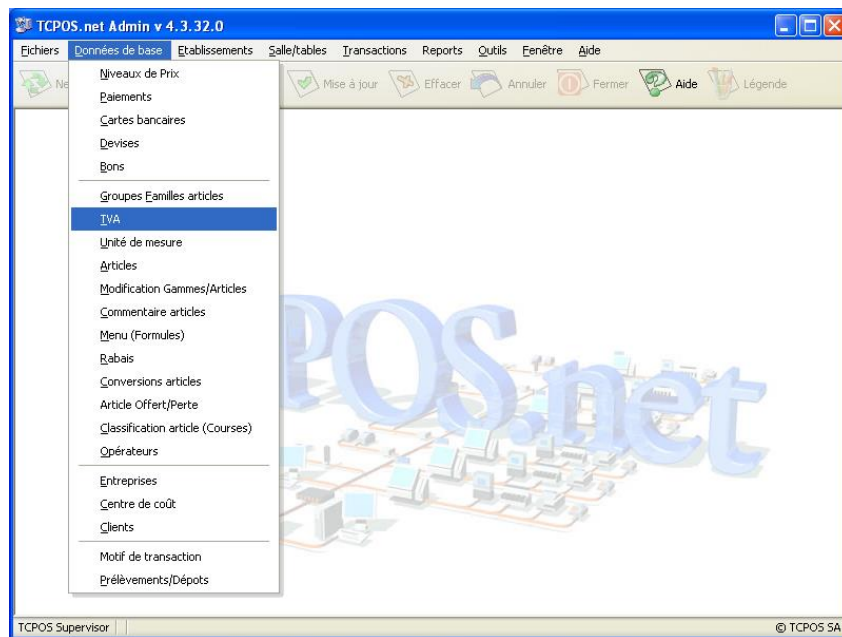 TCPOS.net Admin v 4.3.32.0
Fichiers Données de base Etablissements Salle/tables Transactions Reports Outils Fenêtre Aide
Ne Mise à jour Effacer Annuler Fermer Aide Légende
Niveaux de Prix
Paiements
Cartes bancaires
Devises
Bons
Groupes Familles articles
TVA
Unité de mesure
Articles
Modification Gammes/Articles
Commentaire articles
Menu (Formules)
Rabais
Conversions articles
Article Offert/Perte
Classification article (Courses)
Opérateurs
Entreprises
Centre de coût
Clients
Motif de transaction
Prélèvements/Dépots
POS.net
TCPOS Supervisor © TCPOS SA